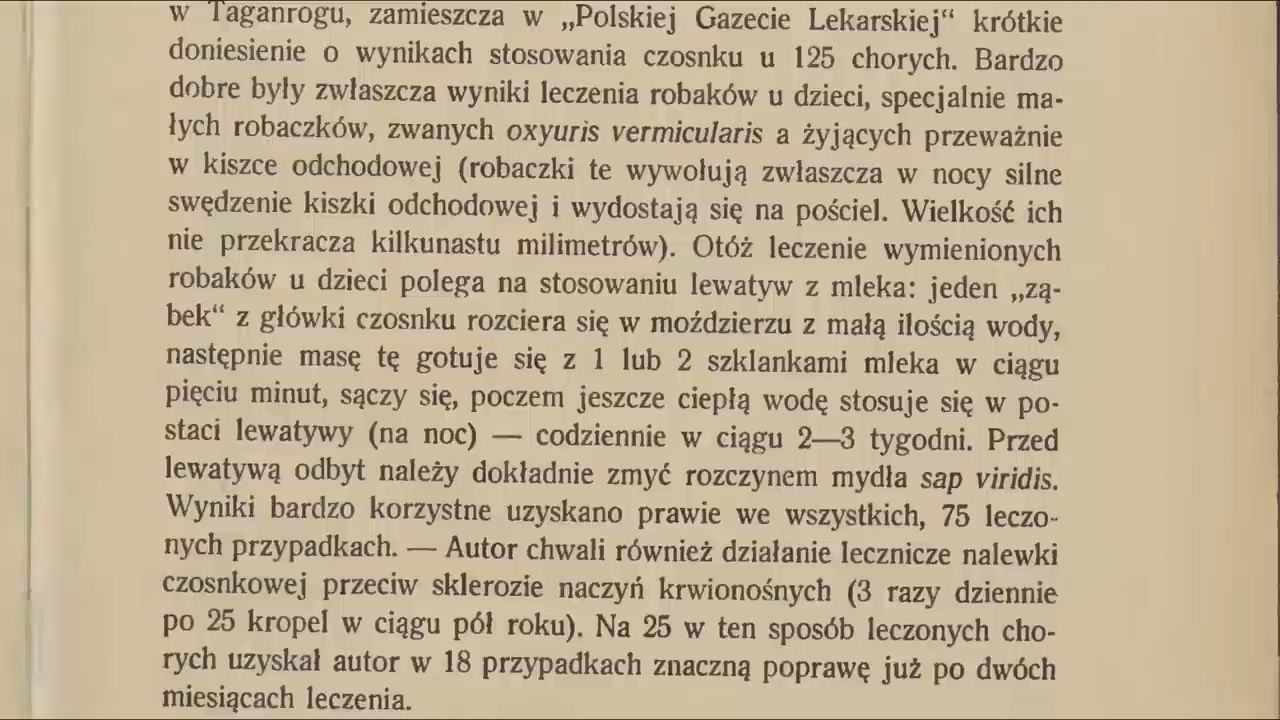 w Taganrogu, zamieszcza w „Polskiej Gazecie Lekarskiej“ krótkie
doniesienie o wynikach stosowania czosnku u 125 chorych. Bardzo
dobre były zwłaszcza wyniki leczenia robaków u dzieci, specjalnie ma-
łych robaczków, zwanych oxyuris vermicularis a żyjących przeważnie
w kiszce odchodowej (robaczki te wywołują zwłaszcza w nocy silne
swędzenie kiszki odchodowej i wydostają się na pościel. Wielkość ich
nie przekracza kilkunastu milimetrów). Otóż leczenie wymienionych
robaków u dzieci polega na stosowaniu lewatyw z mleka: jeden „zą-
bek“ z główki czosnku rozciera się w moździerzu z małą ilością wody,
następnie masę tę gotuje się z 1 lub 2 szklankami mleka w ciągu
pięciu minut, sączy się, poczem jeszcze ciepłą wodę stosuje się w po-
staci lewatywy (na noc) — codziennie w ciągu 2—3 tygodni. Przed
lewatywą odbyt należy dokładnie zmyć rozczynem mydła sap viridis.
Wyniki bardzo korzystne uzyskano prawie we wszystkich, 75 leczo-
nych przypadkach. — Autor chwali również działanie lecznicze nalewki
czosnkowej przeciw sklerozie naczyń krwionośnych (3 razy dziennie
po 25 kropel w ciągu pół roku). Na 25 w ten sposób leczonych cho-
rych uzyskał autor w 18 przypadkach znaczną poprawę już po dwóch
miesiącach leczenia.